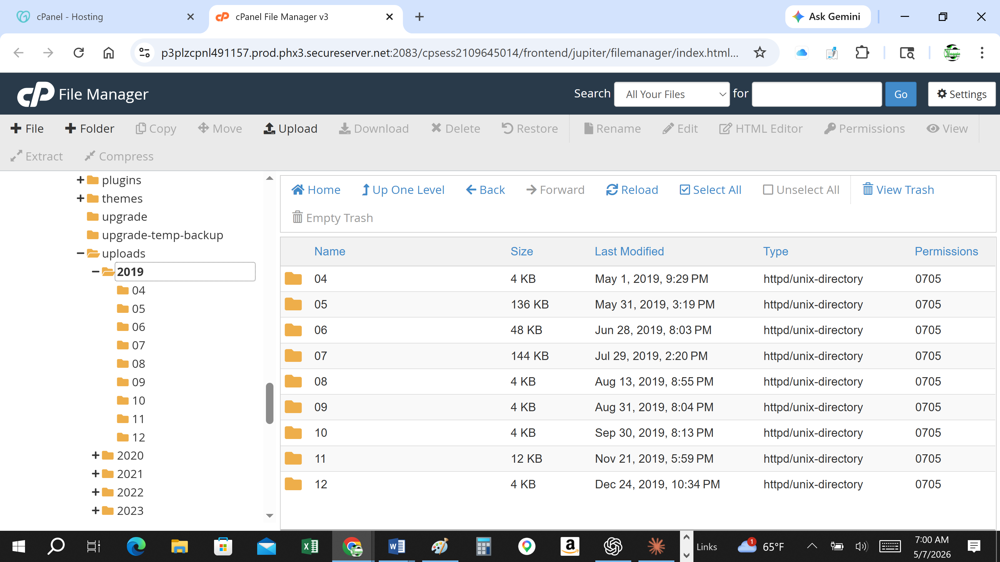 cPanel - Hosting
cPanel File Manager v3
Ask Gemini
p3plzcpnl491157.prod.phx3.secureserver.net:2083/cpsess2109645014/frontend/jupiter/filemanager/index.html...
cP File Manager
Search All Your Files for Go Settings
File Folder Copy Move Upload Download Delete Restore Rename Edit HTML Editor Permissions View
Extract Compress
plugins
themes
upgrade
upgrade-temp-backup
uploads
2019
04
05
06
07
08
09
10
11
12
2020
2021
2022
2023
Home Up One Level Back Forward Reload Select All Unselect All View Trash
Empty Trash
Name Size Last Modified Type Permissions
04 4 KB May 1, 2019, 9:29 PM httpd/unix-directory 0705
05 136 KB May 31, 2019, 3:19 PM httpd/unix-directory 0705
06 48 KB Jun 28, 2019, 8:03 PM httpd/unix-directory 0705
07 144 KB Jul 29, 2019, 2:20 PM httpd/unix-directory 0705
08 4 KB Aug 13, 2019, 8:55 PM httpd/unix-directory 0705
09 4 KB Aug 31, 2019, 8:04 PM httpd/unix-directory 0705
10 4 KB Sep 30, 2019, 8:13 PM httpd/unix-directory 0705
11 12 KB Nov 21, 2019, 5:59 PM httpd/unix-directory 0705
12 4 KB Dec 24, 2019, 10:34 PM httpd/unix-directory 0705
Links
1
65°F
7:00 AM
5/7/2026